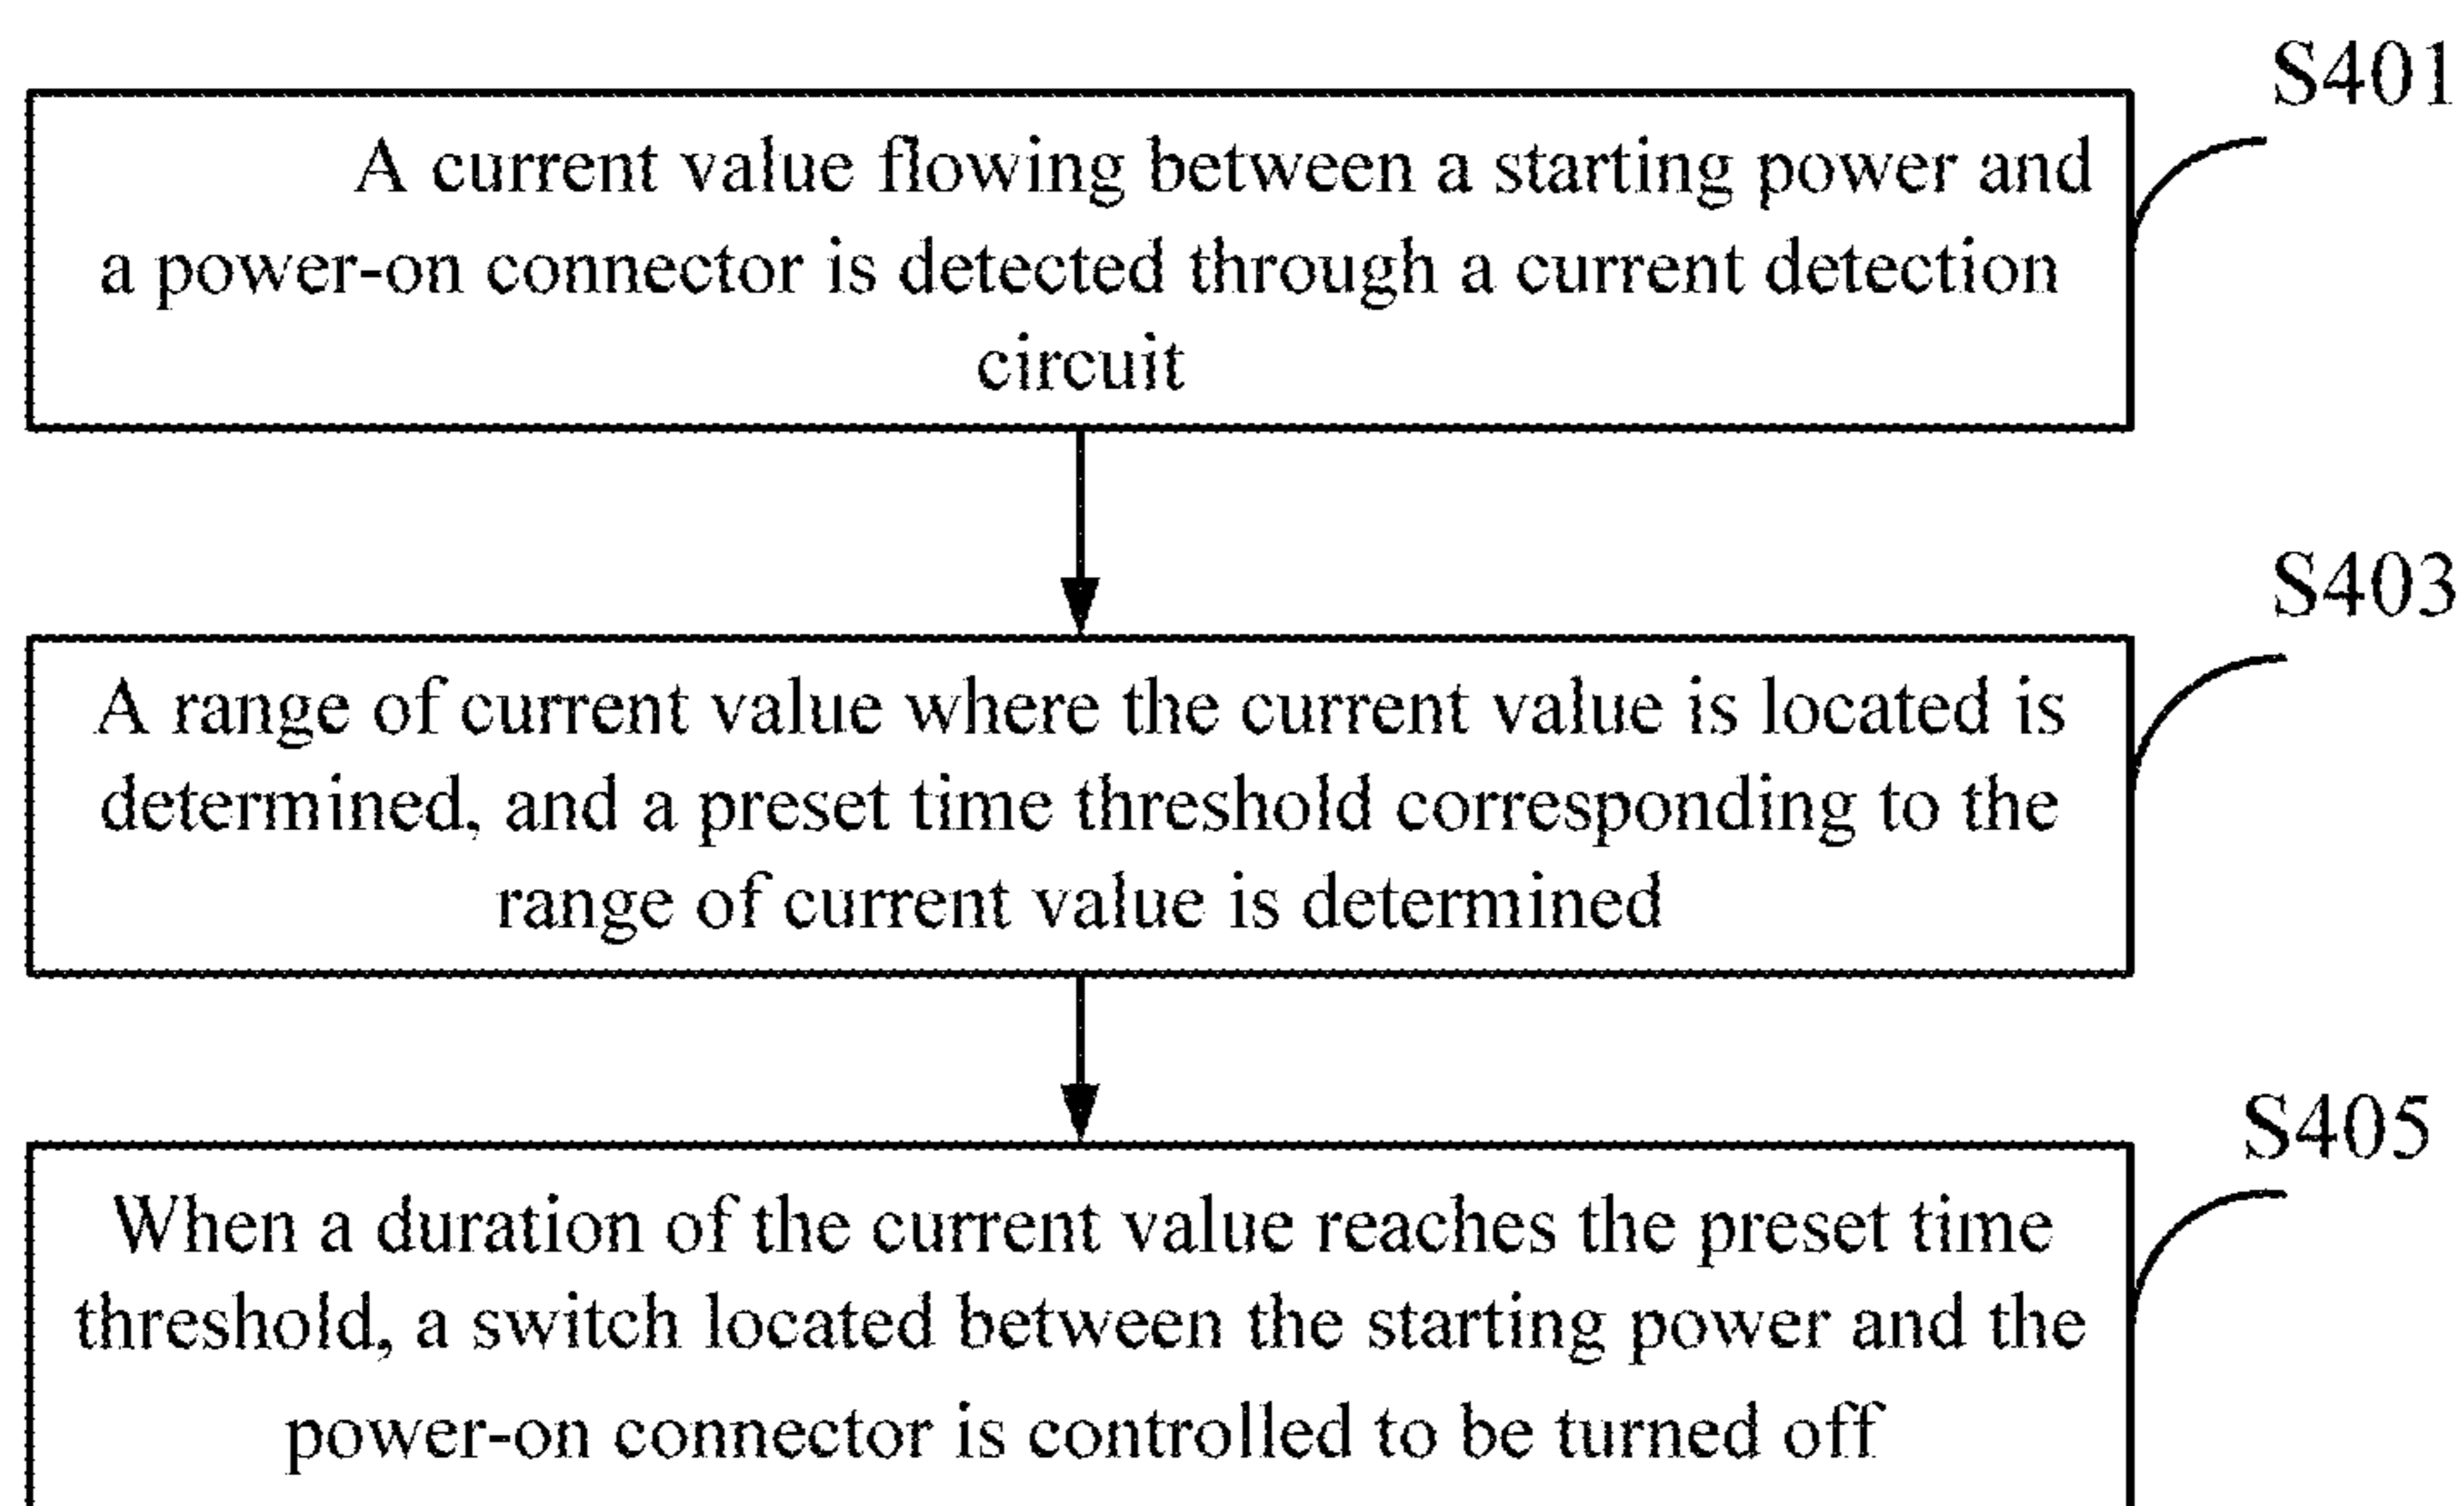 S401
A current value flowing between a starting power and
a power-on connector is detected through a current detection
circuit
S403
A range of current value where the current value is located is
determined, and a preset time threshold corresponding to the
range of current value is determined
S405
When a duration of the current value reaches the preset time
threshold, a switch located between the starting power and the
power-on connector is controlled to be turned off